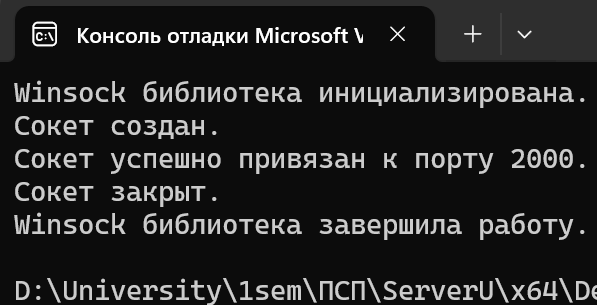 Консоль отладки Microsoft V
Winsock библиотека инициализирована.
Сокет создан.
Сокет успешно привязан к порту 2000.
Сокет закрыт.
Winsock библиотека завершила работу.
D:\University\1sem\ПСП\ServerU\x64\De